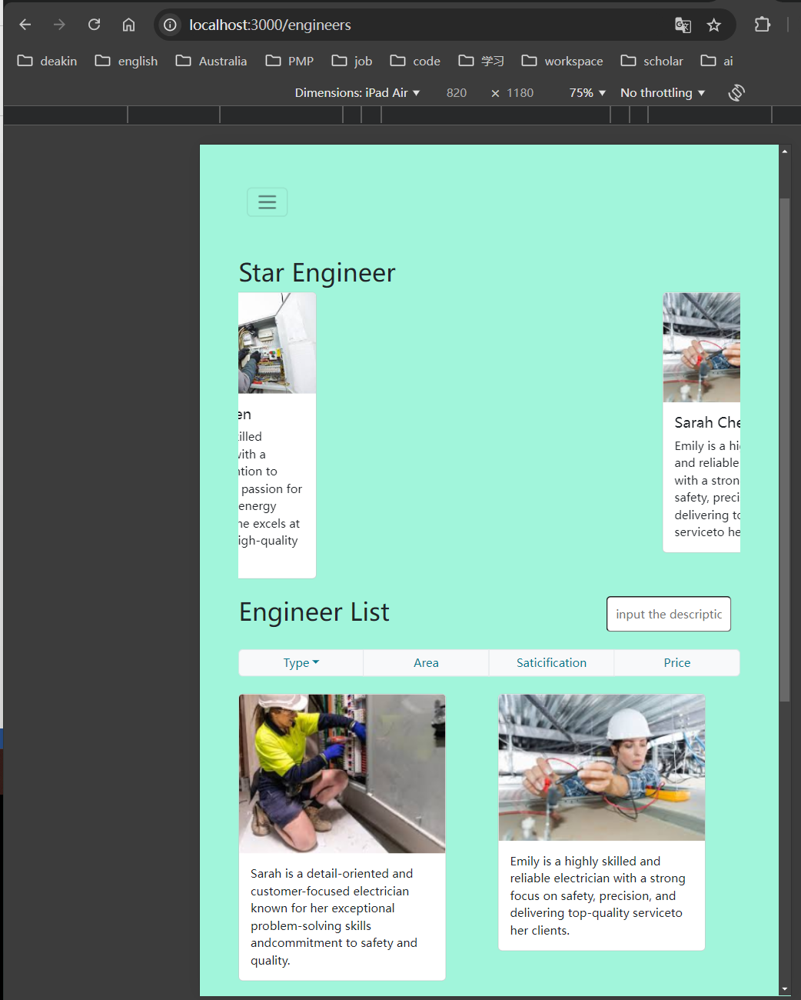 localhost:3000/engineers
deakin
english
Australia
PMP
job
code
学习
workspace
scholar
ai
Dimensions: iPad Air
820
×
1180
75%
No throttling
Star Engineer
en
illed
with a
ntion to
passion for
energy
he excels at
igh-quality
Sarah Che
Emily is a hi
and reliable
with a stron
safety, preci
delivering to
serviceto he
Engineer List
input the descriptic
Type
Area
Saticification
Price
Sarah is a detail-oriented and
customer-focused electrician
known for her exceptional
problem-solving skills
andcommitment to safety and
quality.
Emily is a highly skilled and
reliable electrician with a strong
focus on safety, precision, and
delivering top-quality serviceto
her clients.